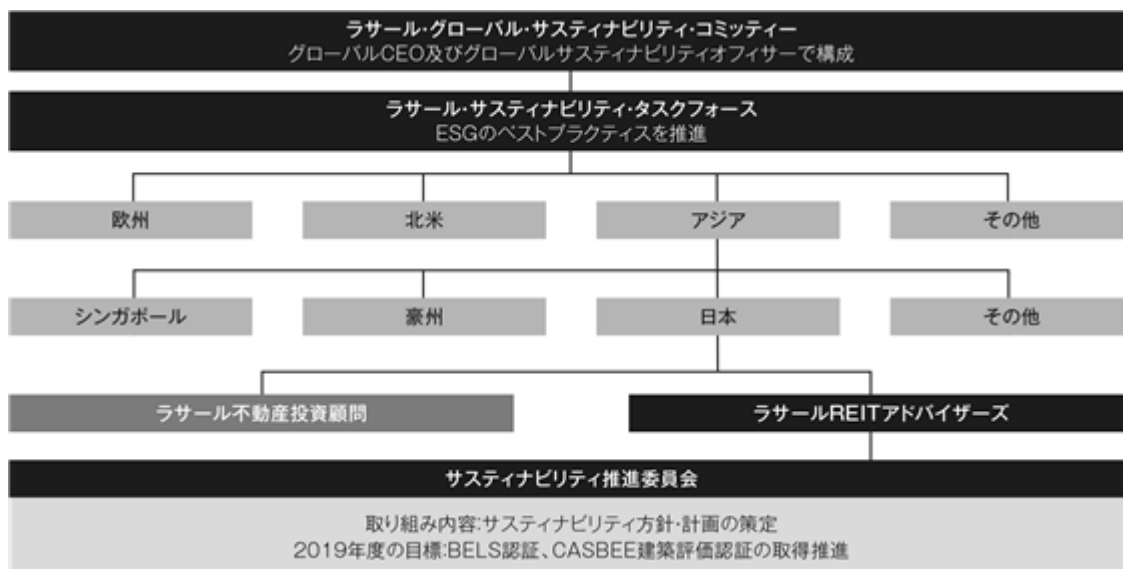 ラサール・グローバル・サスティナビリティ・コミッティー
グローバルCEO及びグローバルサスティナビリティオフィサーで構成
ラサール・サスティナビリティ・タスクフォース
ESGのベストプラクティスを推進
欧州
北米
アジア
その他
シンガポール
豪州
日本
その他
ラサール不動産投資顧問
ラサールREITアドバイザーズ
サスティナビリティ推進委員会
取り組み内容:サスティナビリティ方針・計画の策定
2019年度の目標:BELS認証、CASBEE建築評価認証の取得推進